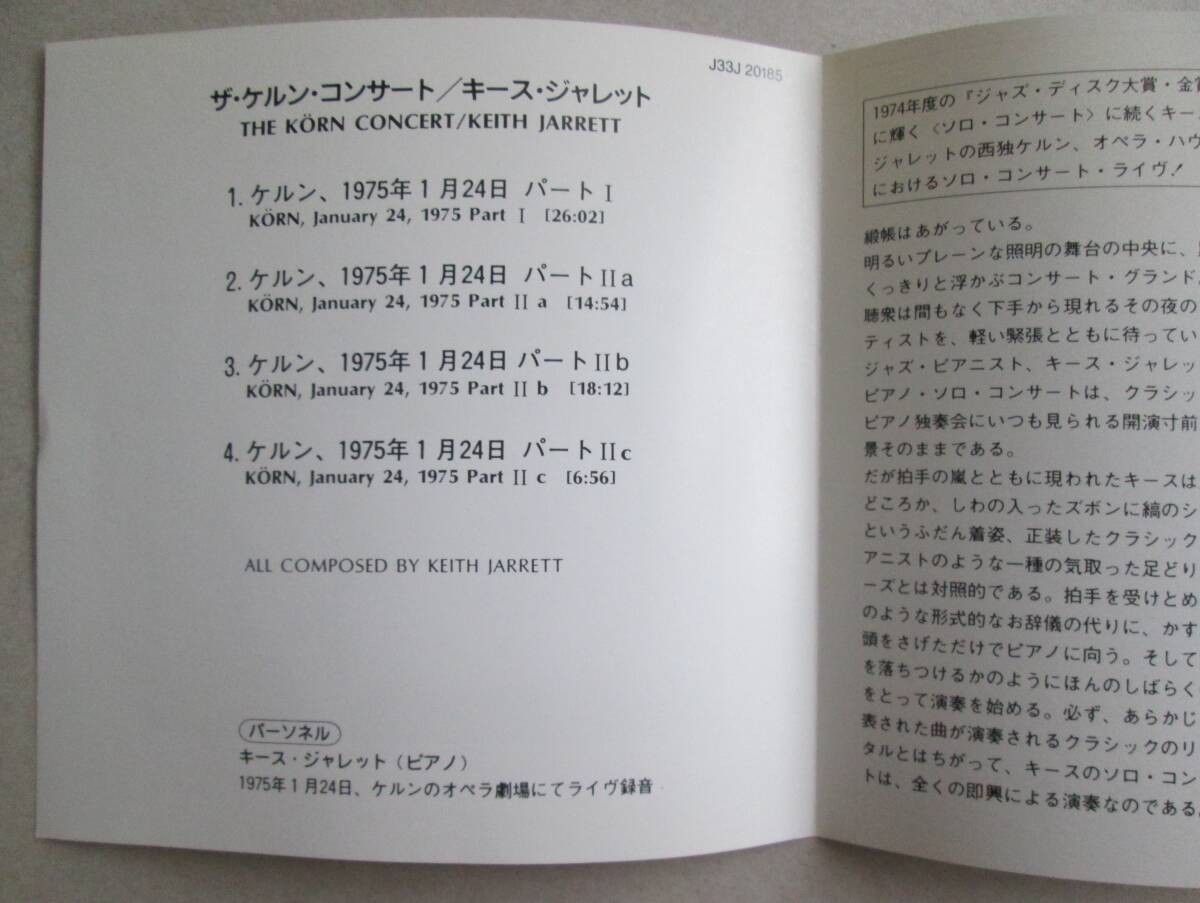 J33J 20185
ザ・ケルン・コンサート／キース・ジャレット
THE KÖRN CONCERT/KEITH JARRETT
1. ケルン、1975年1月24日 パート I
KÖRN, January 24, 1975 Part I [26:02]
2. ケルン、1975年1月24日 パート II a
KÖRN, January 24, 1975 Part II a [14:54]
3. ケルン、1975年1月24日 パート II b
KÖRN, January 24, 1975 Part II b [18:12]
4. ケルン、1975年1月24日 パート II c
KÖRN, January 24, 1975 Part II c [6:56]
ALL COMPOSED BY KEITH JARRETT
パーソネル
キース・ジャレット（ピアノ）
1975年1月24日、ケルンのオペラ劇場にてライヴ録音
1974年度の『ジャズ・ディスク大賞・金賞
に輝く〈ソロ・コンサート〉に続くキー
ジャレットの西独ケルン、オペラ・ハウ
におけるソロ・コンサート・ライヴ！
緞帳はあがっている。
明るいプレーンな照明の舞台の中央に、
くっきりと浮かぶコンサート・グランド
聴衆は間もなく下手から現れるその夜の
ティストを、軽い緊張とともに待ってい
ジャズ・ピアニスト、キース・ジャレッ
ピアノ・ソロ・コンサートは、クラシッ
ピアノ独奏会にいつも見られる開演寸前
景そのままである。
だが拍手の嵐とともに現われたキースは
どころか、しわの入ったズボンに縞のシ
というふだん着姿、正装したクラシック
アニストのような一種の気取った足どり
ーズとは対照的である。拍手を受けとめ
のような形式的なお辞儀の代りに、かす
頭をさげただけでピアノに向う。そして
を落ちつけるかのようにほんのしばらく
をとって演奏を始める。必ず、あらかじ
表された曲が演奏されるクラシックのリ
タルとはちがって、キースのソロ・コン
トは、全くの即興による演奏なのである。